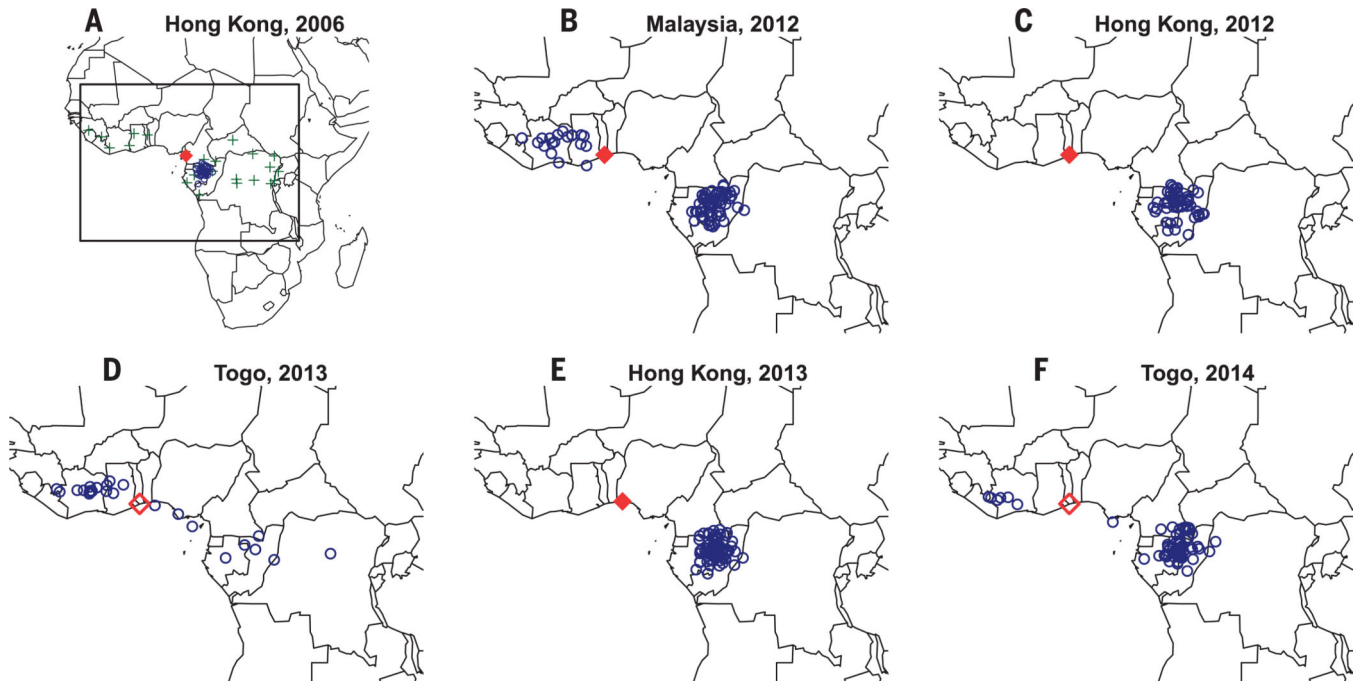 A Hong Kong, 2006
B Malaysia, 2012
C Hong Kong, 2012
D Togo, 2013
E Hong Kong, 2013
F Togo, 2014